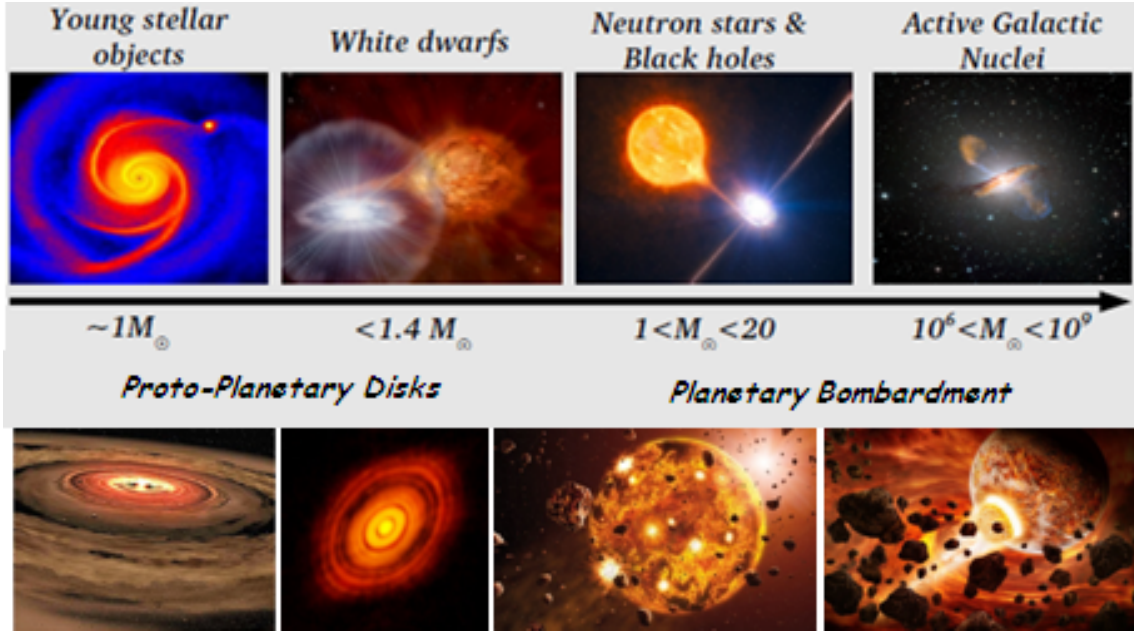 Young stellar
objects
White dwarfs
Neutron stars &
Black holes
Active Galactic
Nuclei
~1M☉
<1.4 M☉
1<M☉<20
10⁶<M☉<10⁹
Proto-Planetary Disks
Planetary Bombardment